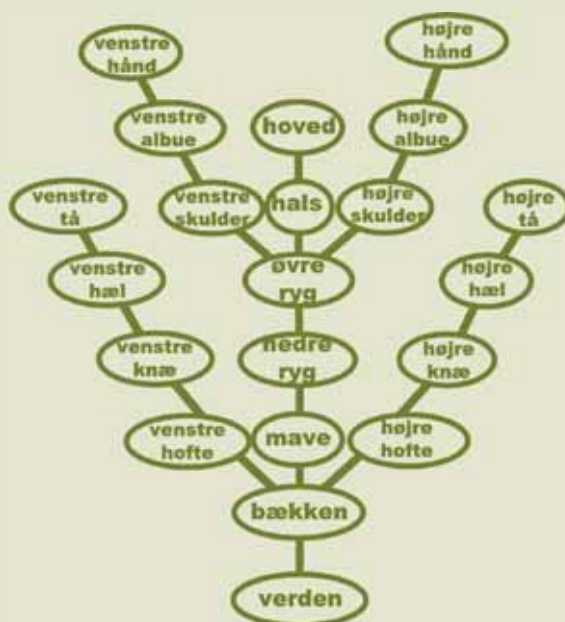 venstre
hånd
højre
hånd
venstre
albue
hoved
højre
albue
venstre
tå
venstre
skulder
hals
højre
skulder
højre
tå
venstre
hæl
øvre
ryg
højre
hæl
venstre
knæ
nedre
ryg
højre
knæ
venstre
hofte
mave
højre
hofte
bækken
verden